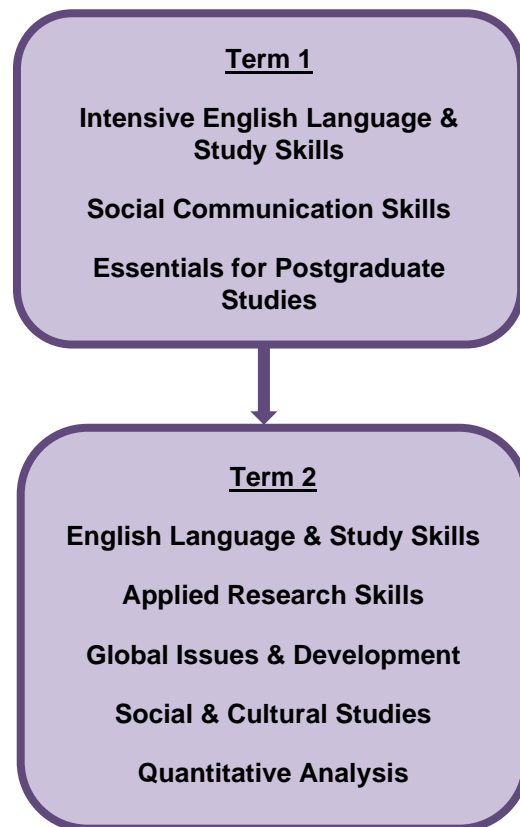 Term 1
Intensive English Language &
Study Skills
Social Communication Skills
Essentials for Postgraduate
Studies
Term 2
English Language & Study Skills
Applied Research Skills
Global Issues & Development
Social & Cultural Studies
Quantitative Analysis